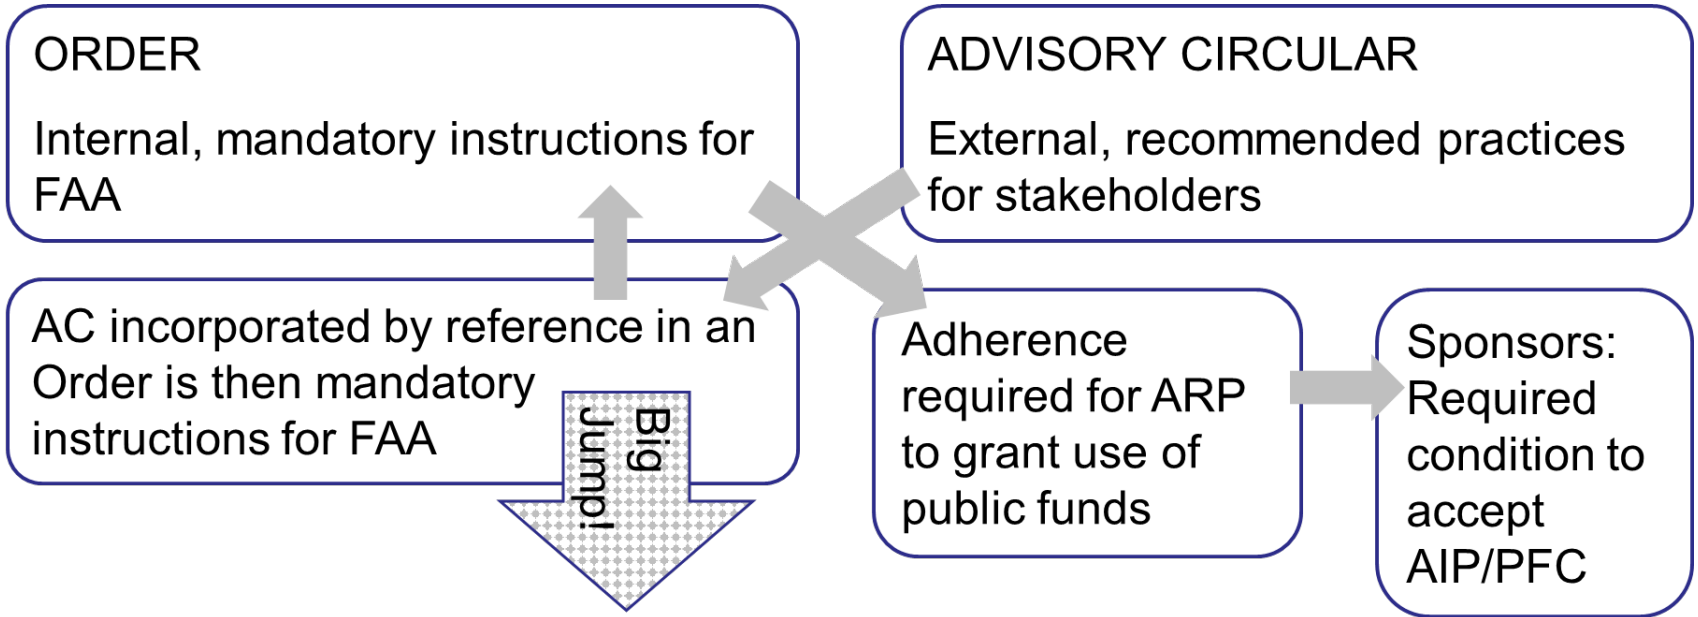 ORDER
Internal, mandatory instructions for
FAA
ADVISORY CIRCULAR
External, recommended practices
for stakeholders
AC incorporated by reference in an
Order is then mandatory
instructions for FAA
Big
Jump!
Adherence
required for ARP
to grant use of
public funds
Sponsors:
Required
condition to
accept
AIP/PFC